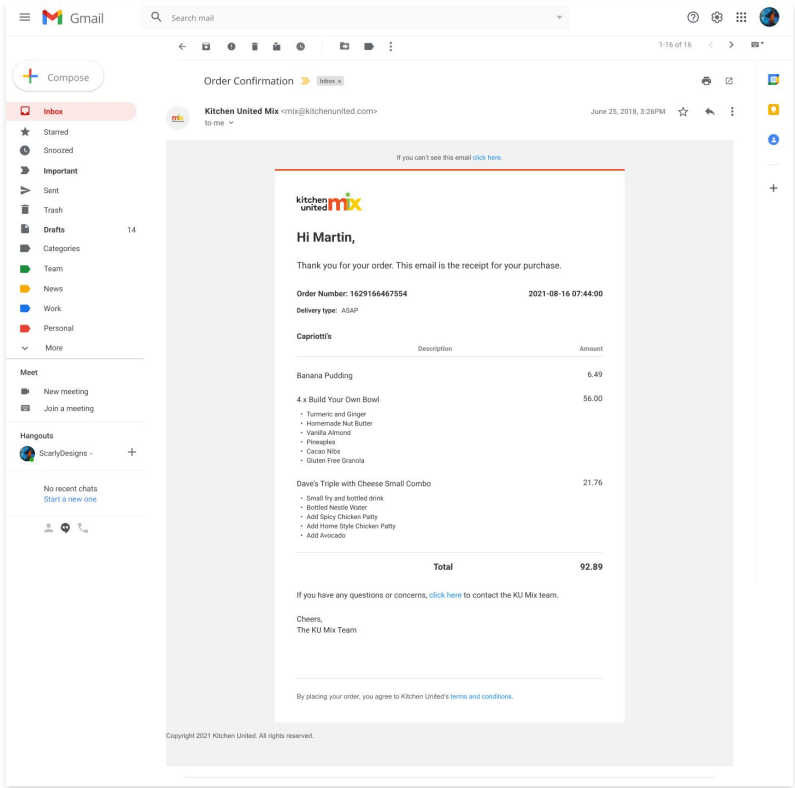 Gmail
Search mail
1-16 of 16
Compose
Order Confirmation
Inbox x
Inbox
Kitchen United Mix <mix@kitchenunited.com>
June 25, 2018, 3:26PM
to me
mix
Starred
Snoozed
Important
Sent
Trash
Drafts 14
Categories
Team
News
Work
Personal
More
Meet
New meeting
Join a meeting
Hangouts
ScarlyDesigns
No recent chats
Start a new one
If you can't see this email click here.
kitchen
united mix
Hi Martin,
Thank you for your order. This email is the receipt for your purchase.
Order Number: 1629166467554 2021-08-16 07:44:00
Delivery type: ASAP
Capriotti's
Description Amount
Banana Pudding 6.49
4 x Build Your Own Bowl 56.00
• Turmeric and Ginger
• Homemade Nut Butter
• Vanilla Almond
• Pineaples
• Cacao Nibs
• Gluten Free Granola
Dave's Triple with Cheese Small Combo 21.76
• Small fry and bottled drink
• Bottled Nestle Water
• Add Spicy Chicken Patty
• Add Home Style Chicken Patty
• Add Avocado
Total 92.89
If you have any questions or concerns, click here to contact the KU Mix team.
Cheers,
The KU Mix Team
By placing your order, you agree to Kitchen United's terms and conditions.
Copyright 2021 Kitchen United. All rights reserved.